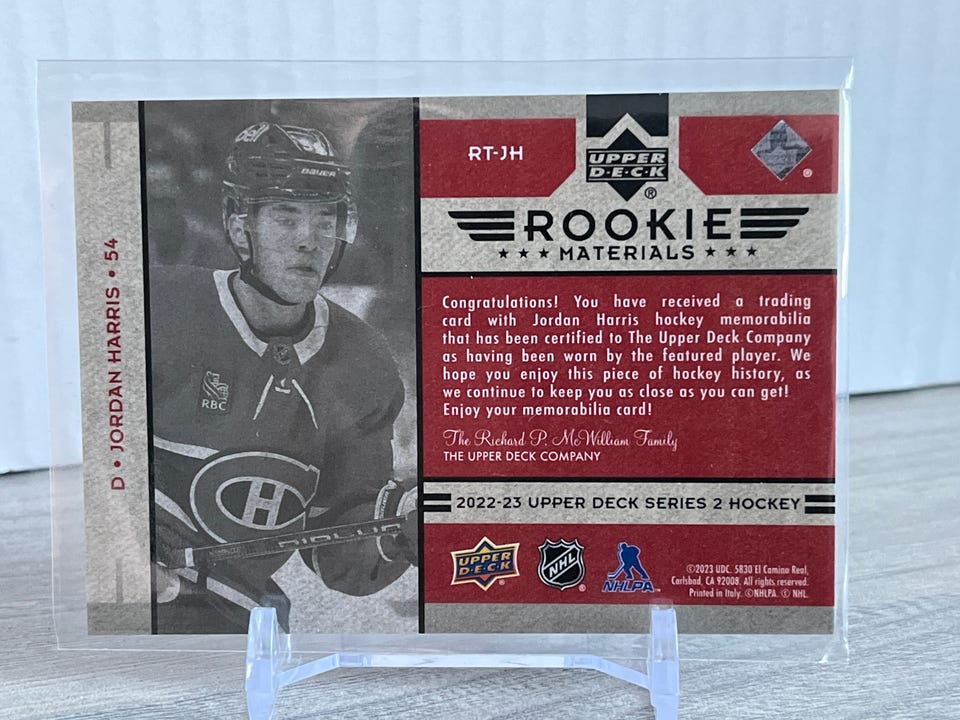 D • JORDAN HARRIS • 54
Bell
BAUER
RBC
RT-JH
UPPER
D·E·C·K
®
ROOKIE
★ ★ ★ MATERIALS ★ ★ ★
Congratulations! You have received a trading
card with Jordan Harris hockey memorabilia
that has been certified to The Upper Deck Company
as having been worn by the featured player. We
hope you enjoy this piece of hockey history, as
we continue to keep you as close as you can get!
Enjoy your memorabilia card!
The Richard P. McWilliam Family
THE UPPER DECK COMPANY
2022-23 UPPER DECK SERIES 2 HOCKEY
UPPER
D·E·C·K
NHL
NHLPA
©2023 UDC. 5830 El Camino Real,
Carlsbad, CA 92008. All rights reserved.
Printed in Italy. ©NHLPA. © NHL.